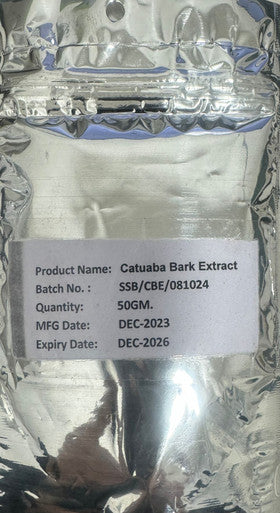 Product Name: Catuaba Bark Extract
Batch No. : SSB/CBE/081024
Quantity: 50GM.
MFG Date: DEC-2023
Expiry Date: DEC-2026